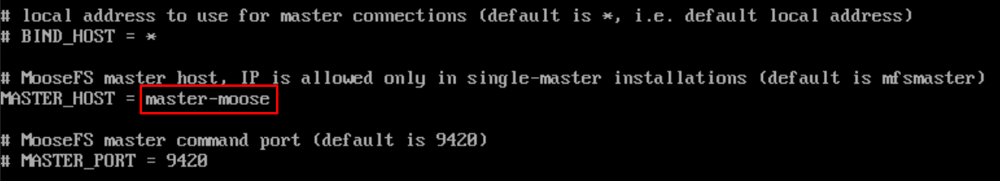 # local address to use for master connections (default is *, i.e. default local address)
# BIND_HOST = *
# MooseFS master host, IP is allowed only in single-master installations (default is mfsmaster)
MASTER_HOST = master-moose
# MooseFS master command port (default is 9420)
# MASTER_PORT = 9420